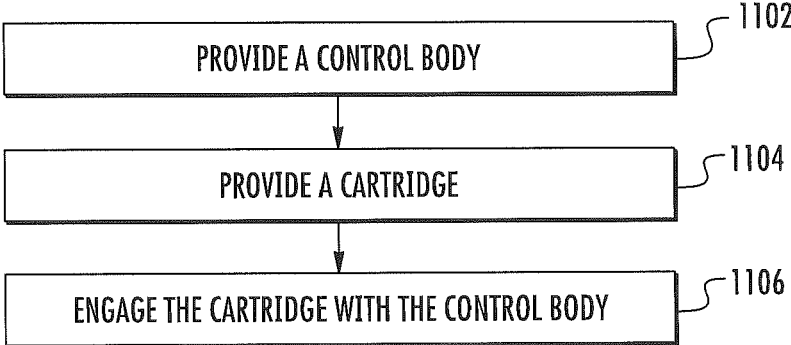 1102
PROVIDE A CONTROL BODY
1104
PROVIDE A CARTRIDGE
1106
ENGAGE THE CARTRIDGE WITH THE CONTROL BODY